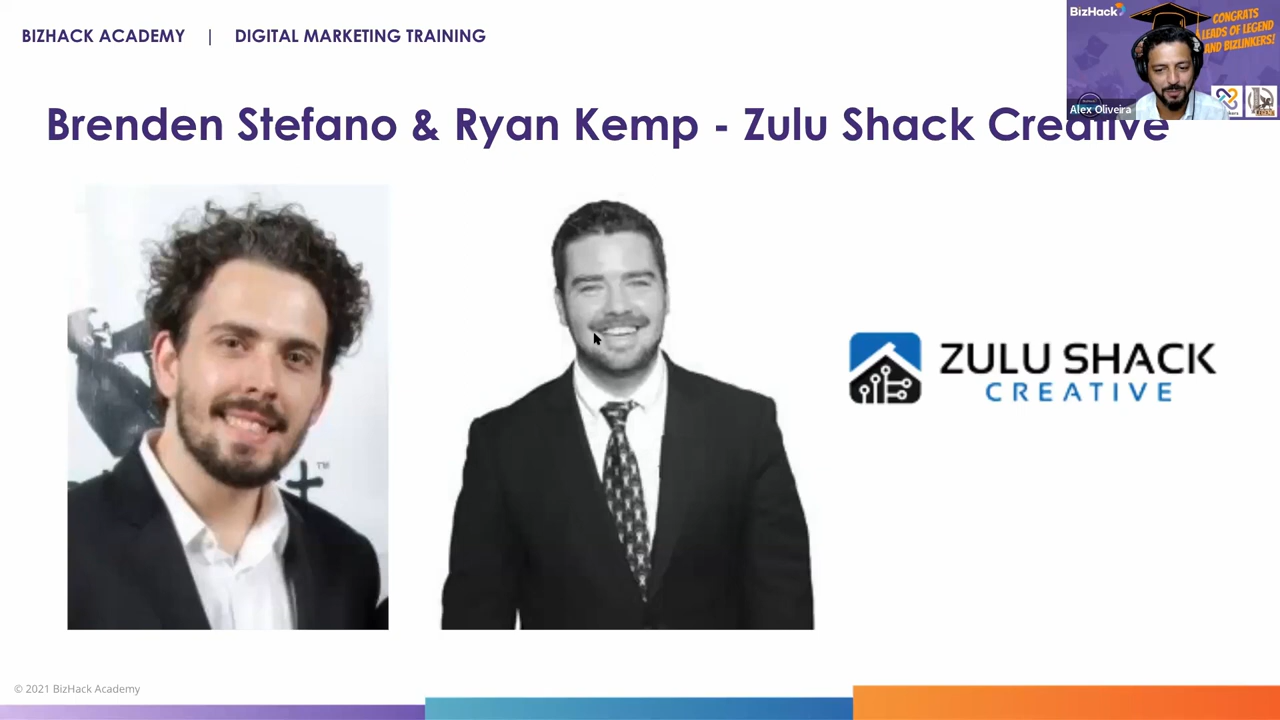 BIZHACK ACADEMY | DIGITAL MARKETING TRAINING
BizHack
CONGRATS
LEADS OF LEGEND
AND BIZLINKERS!
Alex Oliveira
Brenden Stefano & Ryan Kemp - Zulu Shack Creative
ZULU SHACK
CREATIVE
© 2021 BizHack Academy